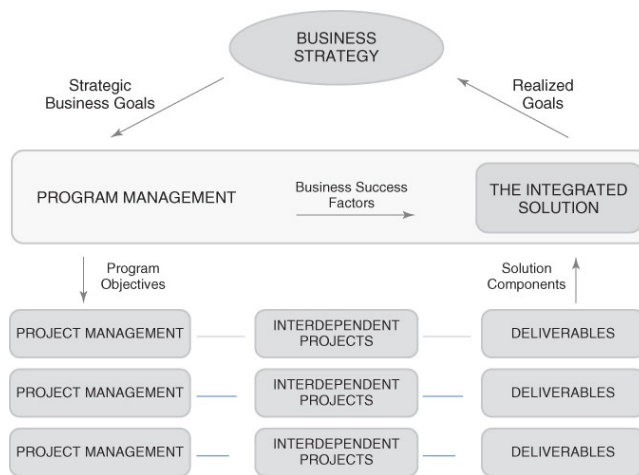 BUSINESS
STRATEGY
Strategic
Business Goals
Realized
Goals
PROGRAM MANAGEMENT
Business Success
Factors
THE INTEGRATED
SOLUTION
Program
Objectives
Solution
Components
PROJECT MANAGEMENT
INTERDEPENDENT
PROJECTS
DELIVERABLES
PROJECT MANAGEMENT
INTERDEPENDENT
PROJECTS
DELIVERABLES
PROJECT MANAGEMENT
INTERDEPENDENT
PROJECTS
DELIVERABLES